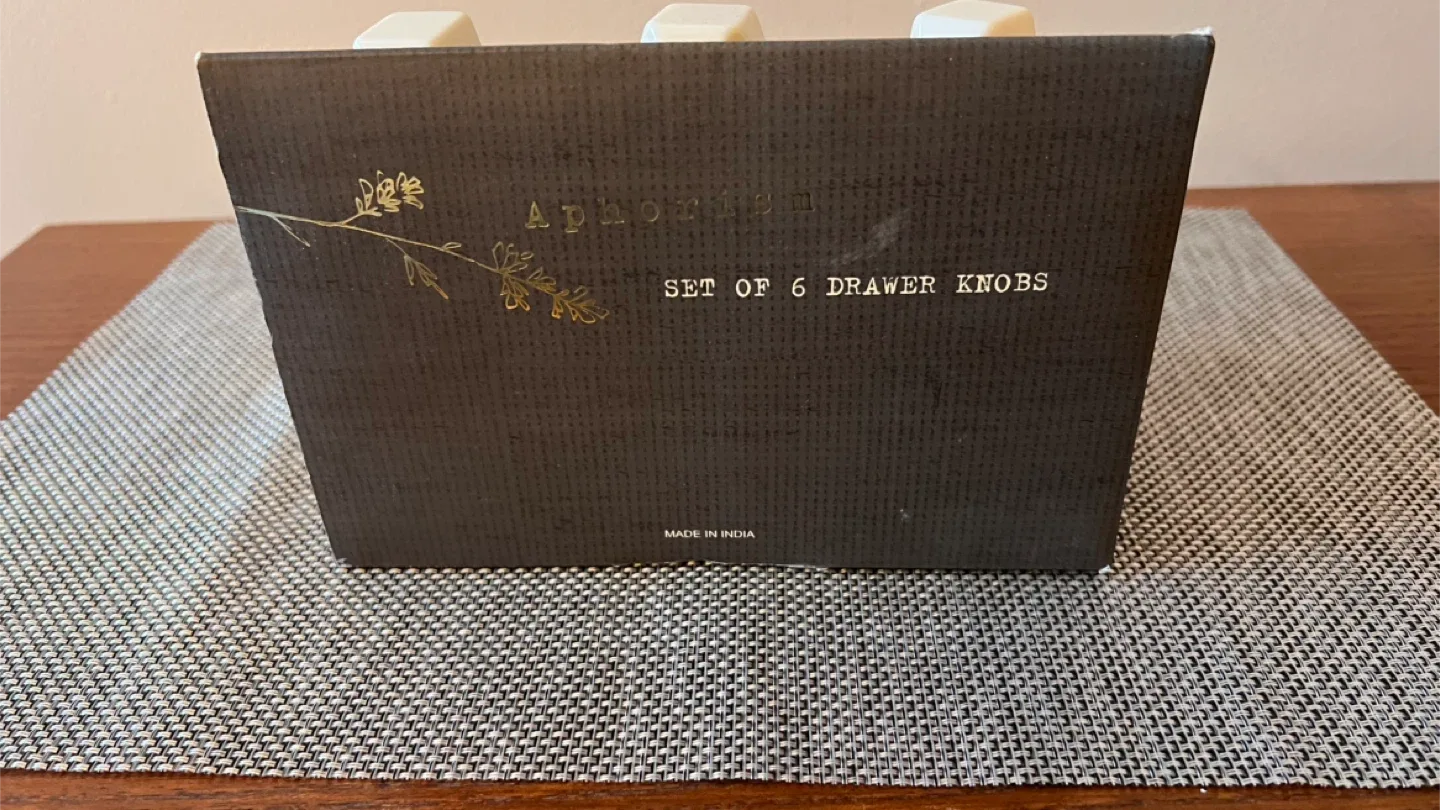 Aphorism
SET OF 6 DRAWER KNOBS
MADE IN INDIA